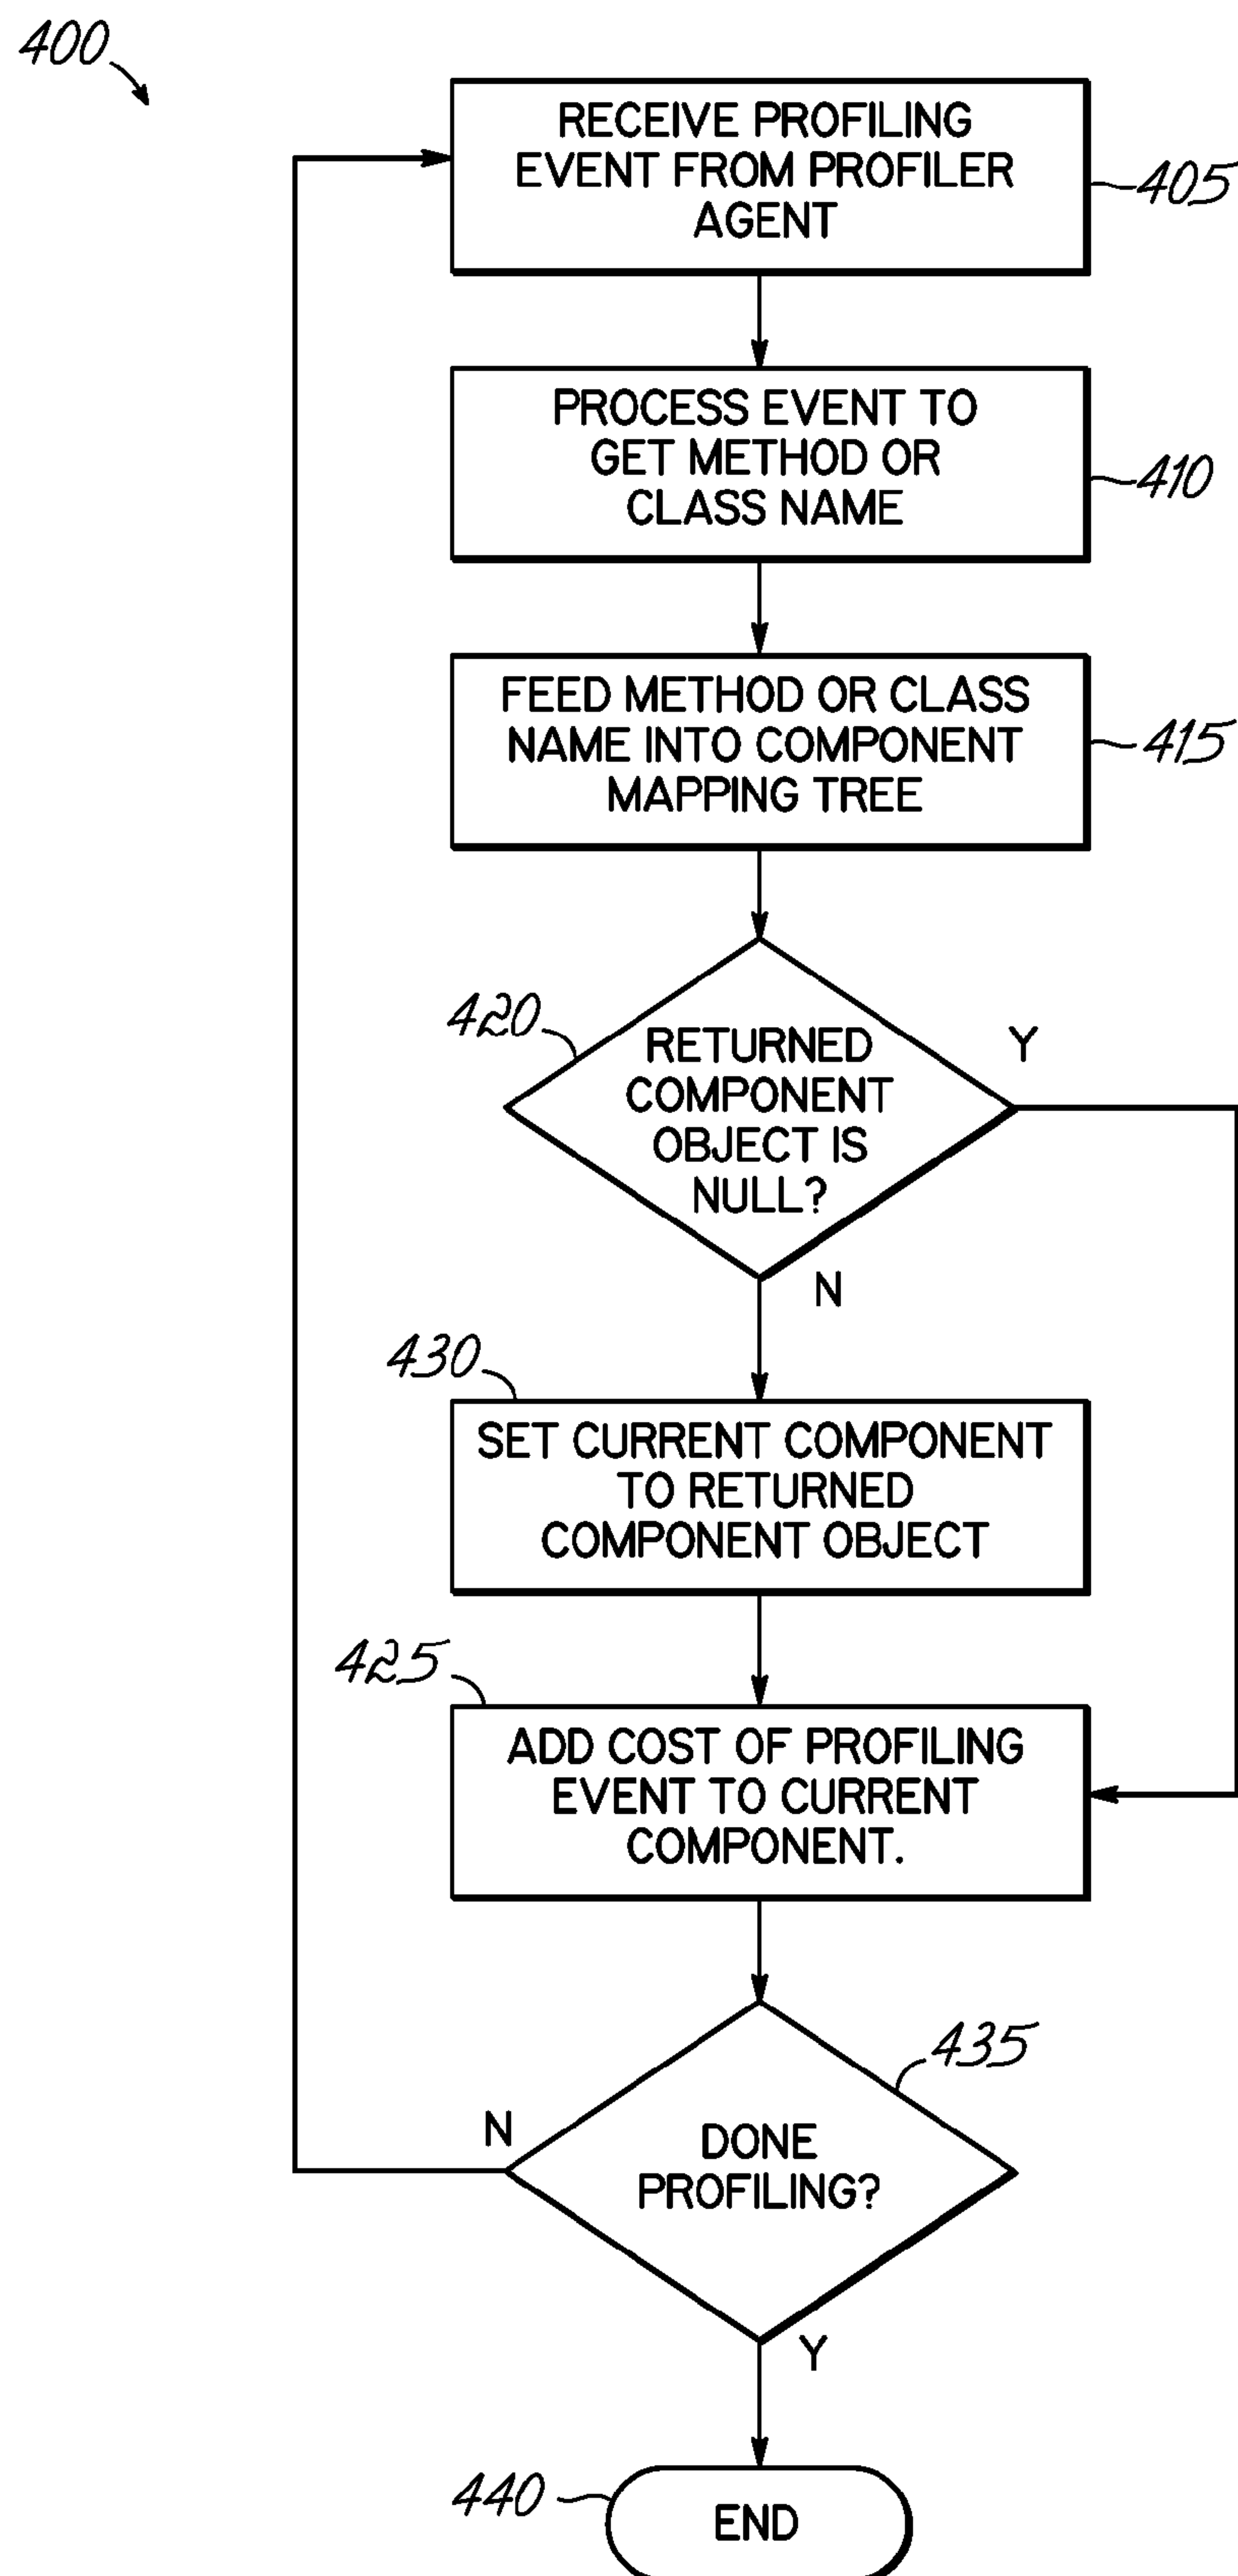 400
RECEIVE PROFILING
EVENT FROM PROFILER
AGENT
405
PROCESS EVENT TO
GET METHOD OR
CLASS NAME
410
FEED METHOD OR CLASS
NAME INTO COMPONENT
MAPPING TREE
415
420
RETURNED
COMPONENT
OBJECT IS
NULL?
Y
N
430
SET CURRENT COMPONENT
TO RETURNED
COMPONENT OBJECT
425
ADD COST OF PROFILING
EVENT TO CURRENT
COMPONENT.
435
N
DONE
PROFILING?
Y
440
END